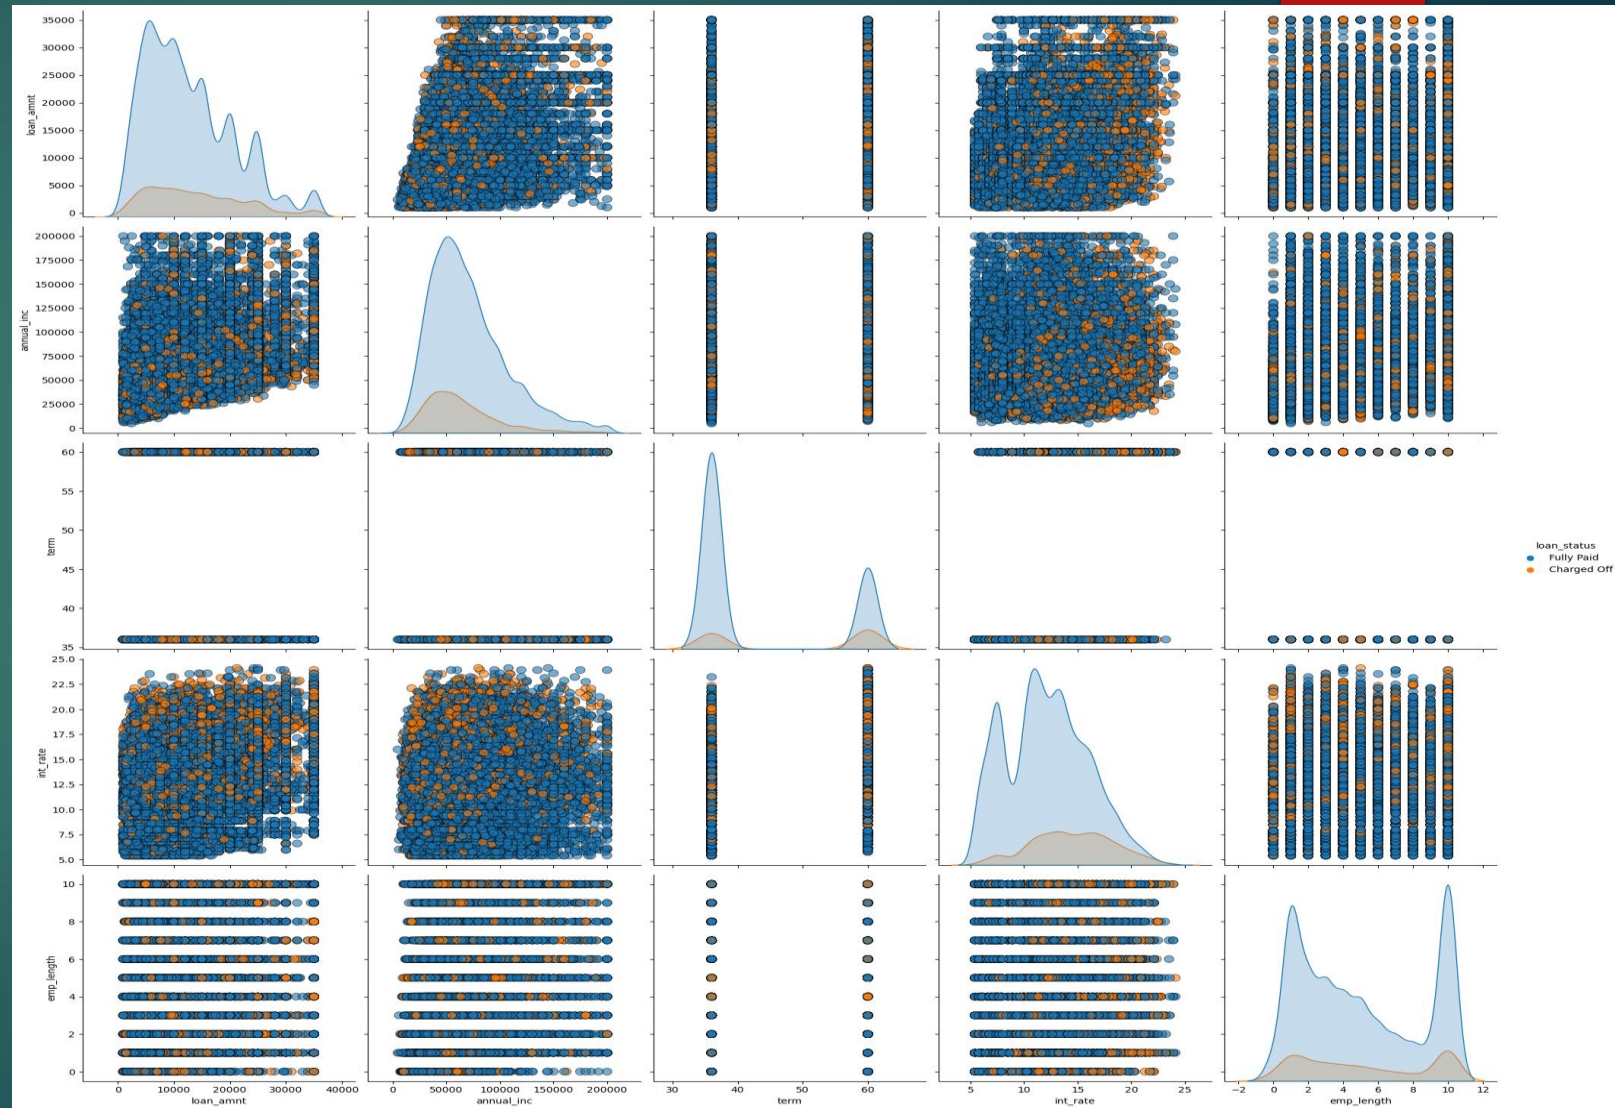 35000
30000
25000
20000
15000
10000
5000
0
loan_amnt
200000
175000
150000
125000
100000
75000
50000
25000
0
annual_inc
60
55
50
45
40
35
term
loan_status
Fully Paid
Charged Off
25.0
22.5
20.0
17.5
15.0
12.5
10.0
7.5
5.0
int_rate
10
8
6
4
2
0
emp_length
0 10000 20000 30000 40000
loan_amnt
0 50000 100000 150000 200000
annual_inc
30 40 50 60
term
5 10 15 20 25
int_rate
−2 0 2 4 6 8 10 12
emp_length